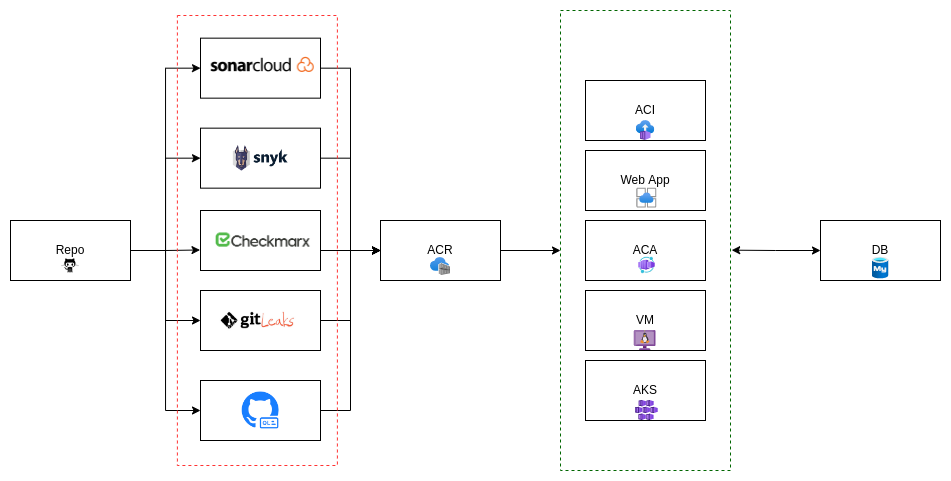 sonarcloud
snyk
Checkmarx
gitLeaks
QL
Repo
ACR
ACI
Web App
ACA
VM
AKS
DB
My